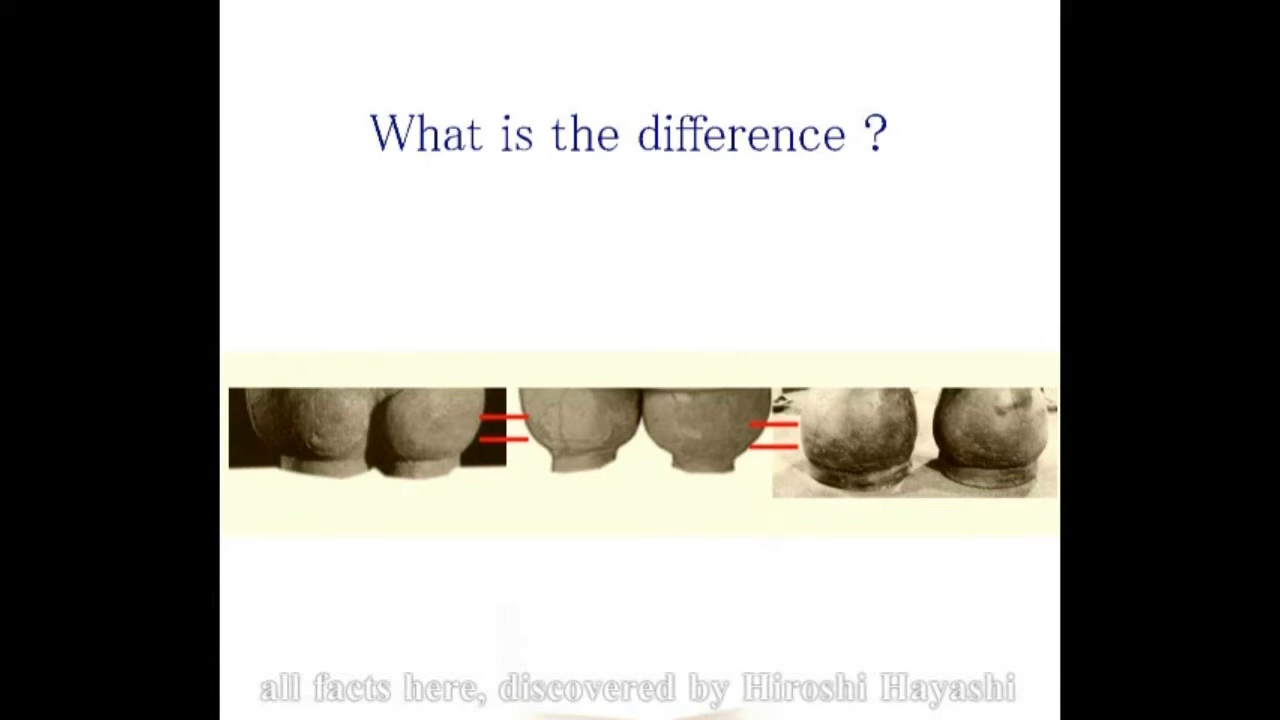 What is the difference ?
all facts here, discovered by Hiroshi Hayashi